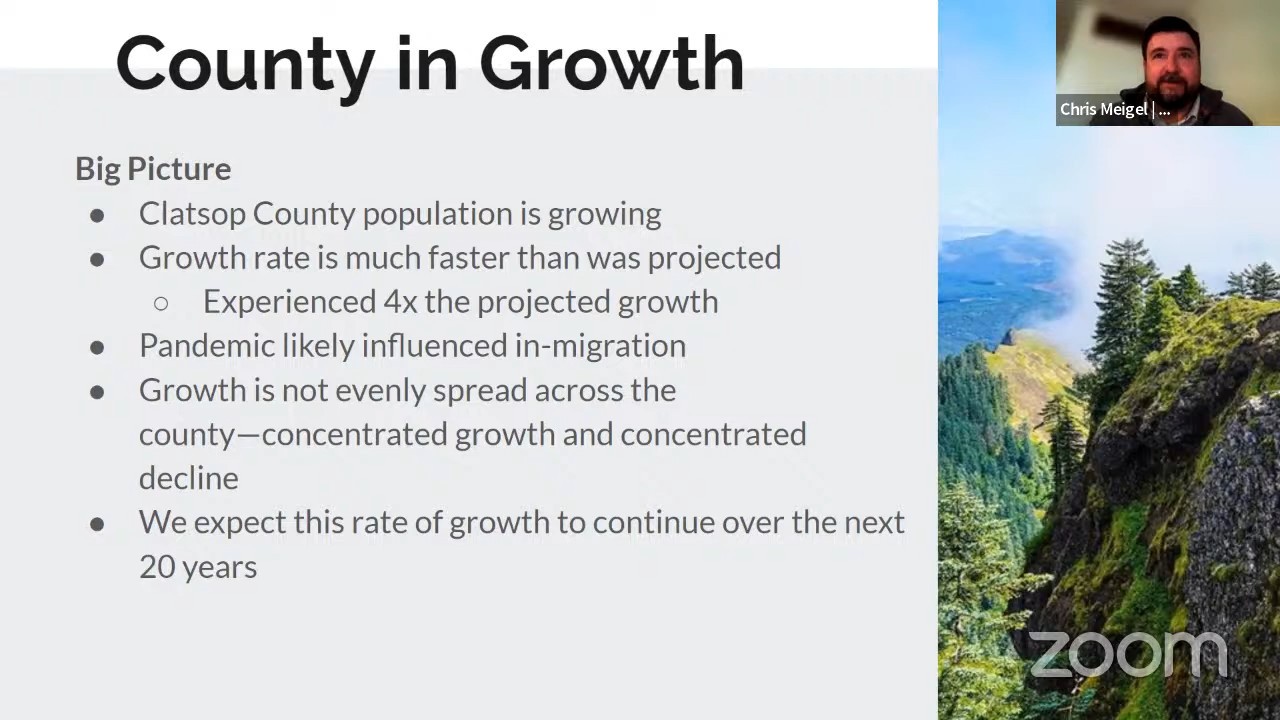 County in Growth
Chris Meigel | ...
Big Picture
● Clatsop County population is growing
● Growth rate is much faster than was projected
○ Experienced 4x the projected growth
● Pandemic likely influenced in-migration
● Growth is not evenly spread across the
county—concentrated growth and concentrated
decline
● We expect this rate of growth to continue over the next
20 years
zoom